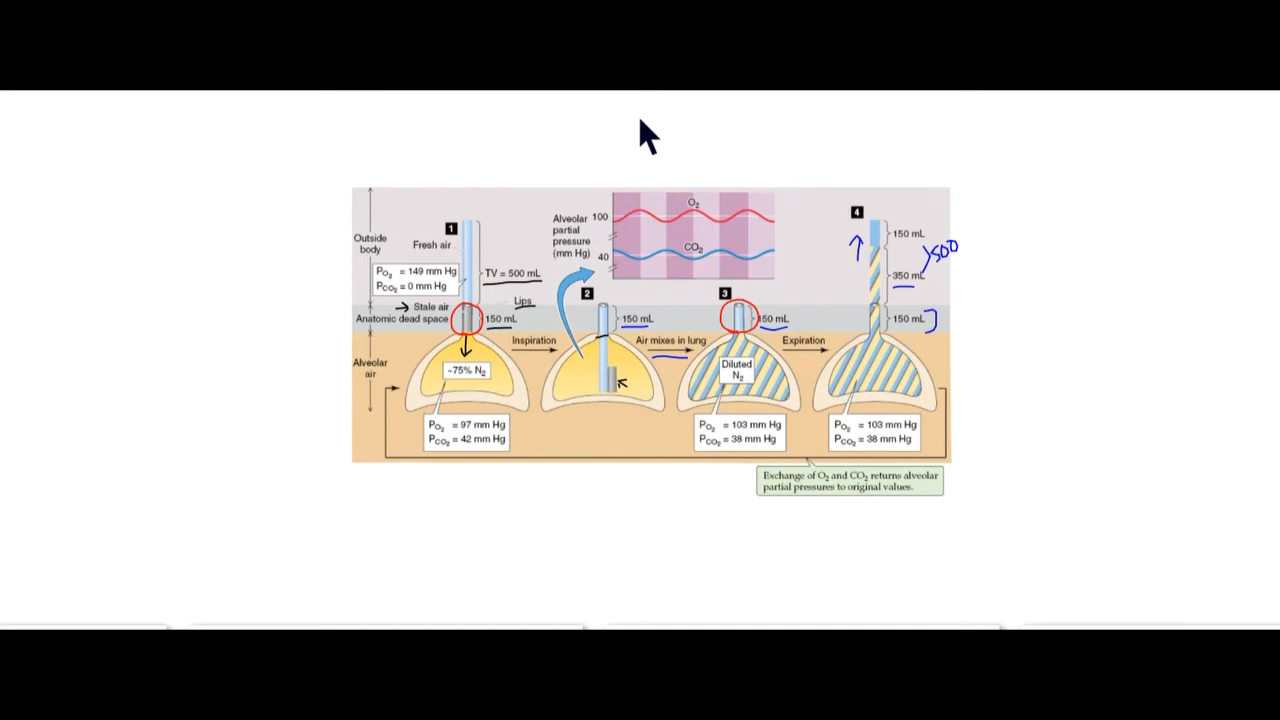 Outside
body
1
Fresh air
PO2 = 149 mm Hg
PCO2 = 0 mm Hg
TV = 500 mL
Stale air
Lips
Anatomic dead space
150 mL
Alveolar
air
~75% N2
PO2 = 97 mm Hg
PCO2 = 42 mm Hg
Inspiration
Alveolar
partial
pressure
(mm Hg)
100
40
O2
CO2
2
150 mL
Air mixes in lung
3
150 mL
Diluted
N2
PO2 = 103 mm Hg
PCO2 = 38 mm Hg
Expiration
4
150 mL
350 mL
500
150 mL
PO2 = 103 mm Hg
PCO2 = 38 mm Hg
Exchange of O2 and CO2 returns alveolar
partial pressures to original values.